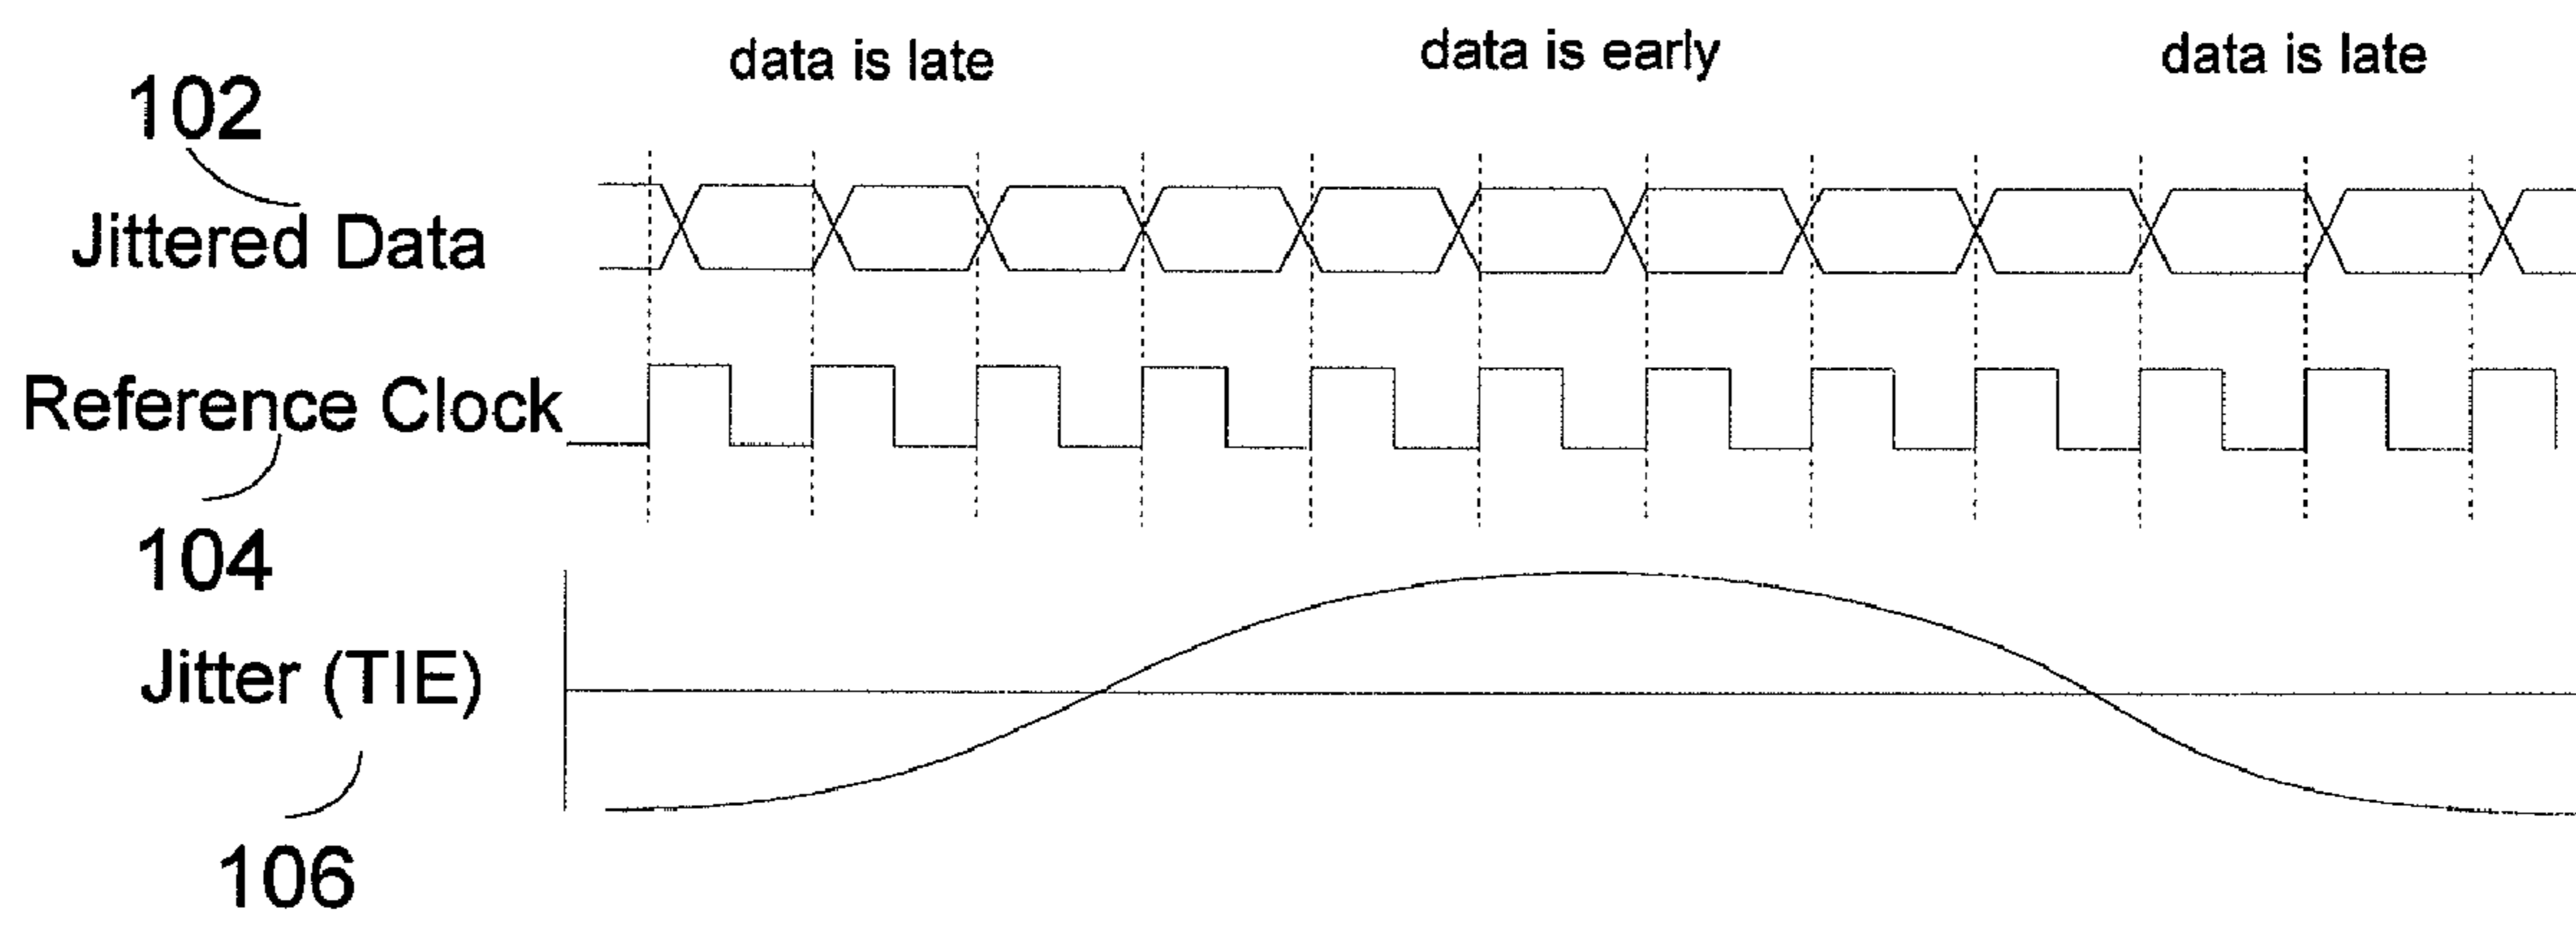 data is late
data is early
data is late
102
Jittered Data
Reference Clock
104
Jitter (TIE)
106